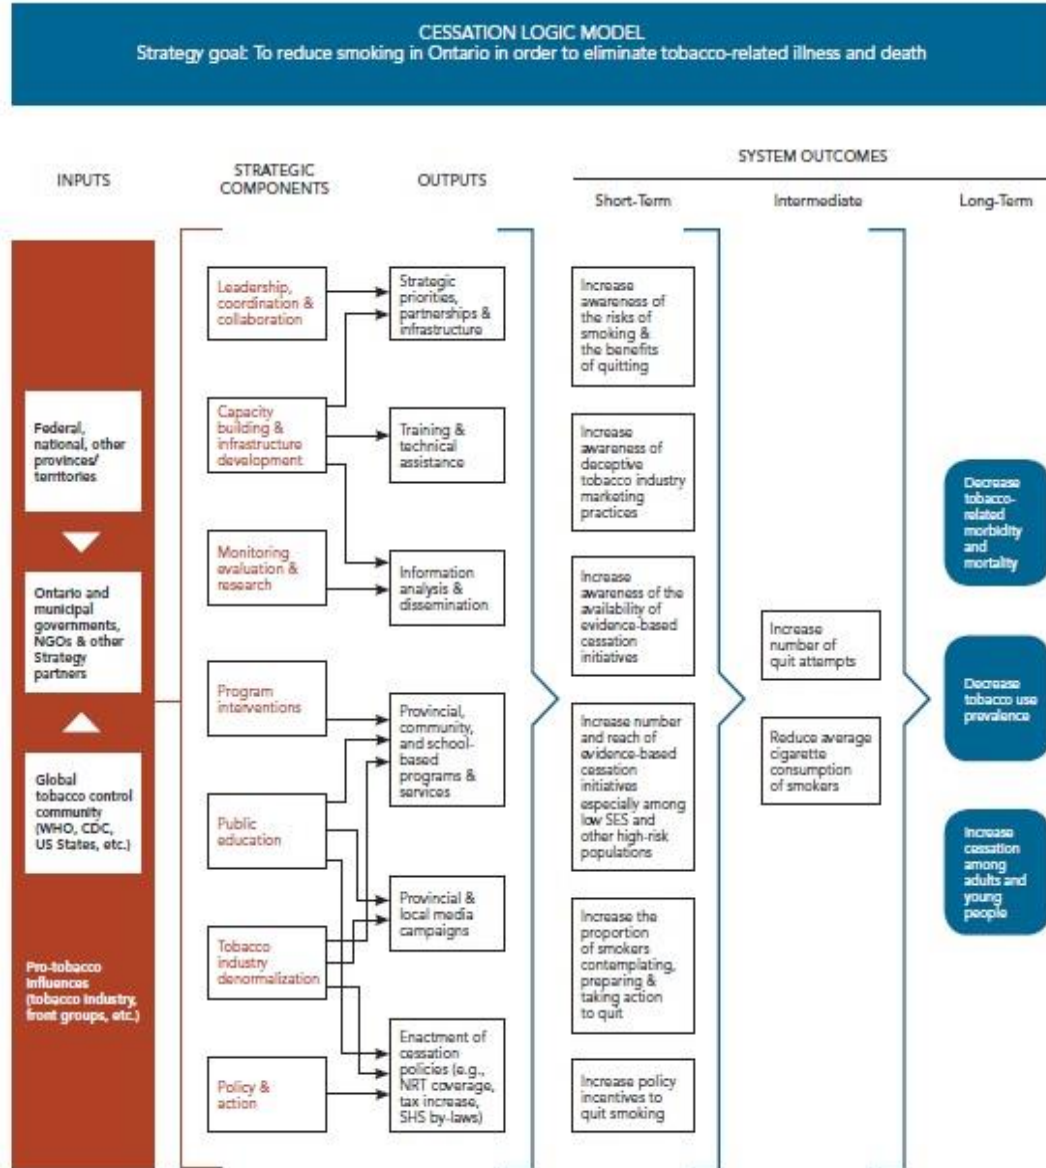 CESSATION LOGIC MODEL
Strategy goal: To reduce smoking in Ontario in order to eliminate tobacco-related illness and death
INPUTS
STRATEGIC
COMPONENTS
OUTPUTS
SYSTEM OUTCOMES
Short-Term
Intermediate
Long-Term
Federal,
national, other
provinces/
territories
Ontario and
municipal
governments,
NGOs & other
Strategy
partners
Global
tobacco control
community
(WHO, CDC,
US States, etc.)
Pro-tobacco
influences
(tobacco industry,
front groups, etc.)
Leadership,
coordination &
collaboration
Capacity
building &
infrastructure
development
Monitoring
evaluation &
research
Program
interventions
Public
education
Tobacco
industry
denormalization
Policy &
action
Strategic
priorities,
partnerships &
infrastructure
Training &
technical
assistance
Information
analysis &
dissemination
Provincial,
community,
and school-
based
programs &
services
Provincial &
local media
campaigns
Enactment of
cessation
policies (e.g.,
NRT coverage,
tax increase,
SHS by-laws)
Increase
awareness of
the risks of
smoking &
the benefits
of quitting
Increase
awareness of
deceptive
tobacco industry
marketing
practices
Increase
awareness of the
availability of
evidence-based
cessation
initiatives
Increase number
and reach of
evidence-based
cessation
initiatives
especially among
low SES and
other high-risk
populations
Increase the
proportion
of smokers
contemplating,
preparing &
taking action
to quit
Increase policy
incentives to
quit smoking
Increase
number of
quit attempts
Reduce average
cigarette
consumption
of smokers
Decrease
tobacco-
related
morbidity
and
mortality
Decrease
tobacco use
prevalence
Increase
cessation
among
adults and
young
people